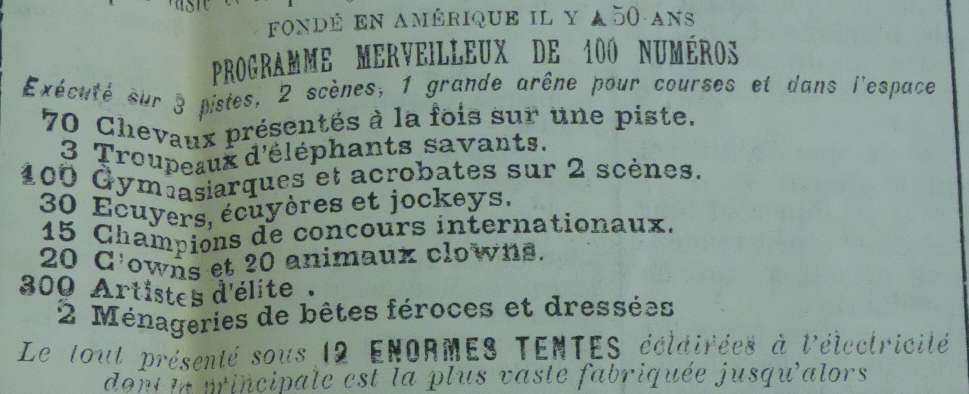 vaste et
FONDÉ EN AMÉRIQUE IL Y A 50 ANS
PROGRAMME MERVEILLEUX DE 100 NUMÉROS
Exécuté sur 3 pistes, 2 scènes, 1 grande arêne pour courses et dans l'espace
70 Chevaux présentés à la fois sur une piste.
3 Troupeaux d'éléphants savants.
100 Gymnasiarques et acrobates sur 2 scènes.
30 Ecuyers, écuyères et jockeys.
15 Champions de concours internationaux.
20 Clowns et 20 animaux clowns.
300 Artistes d'élite .
2 Ménageries de bêtes féroces et dressées
Le tout présenté sous 12 ENORMES TENTES éclairées à l'électricité
dont la principale est la plus vaste fabriquée jusqu'alors